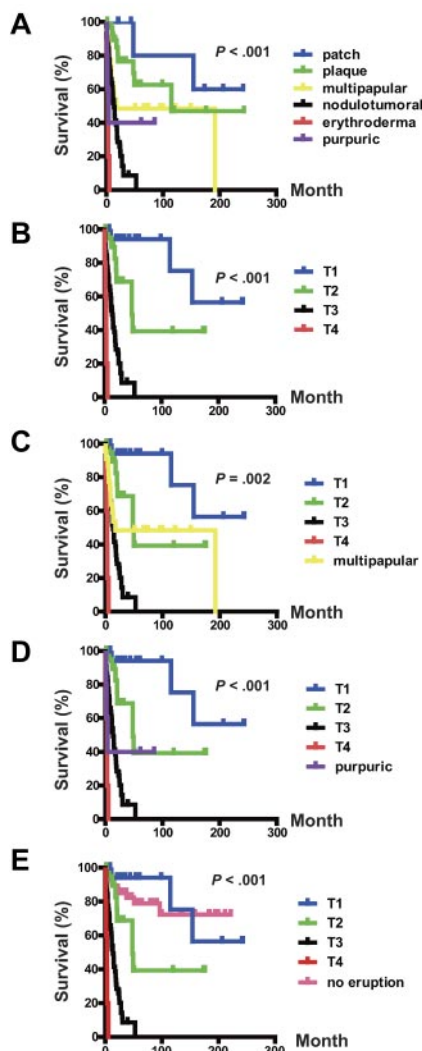 A
Survival (%)
100
80
60
40
20
0
0
100
200
300
Month
P < .001
patch
plaque
multipapular
nodulotumoral
erythroderma
purpuric
B
Survival (%)
100
80
60
40
20
0
0
100
200
300
Month
P < .001
T1
T2
T3
T4
C
Survival (%)
100
80
60
40
20
0
0
100
200
300
Month
P = .002
T1
T2
T3
T4
multipapular
D
Survival (%)
100
80
60
40
20
0
0
100
200
300
Month
P < .001
T1
T2
T3
T4
purpuric
E
Survival (%)
100
80
60
40
20
0
0
100
200
300
Month
P < .001
T1
T2
T3
T4
no eruption